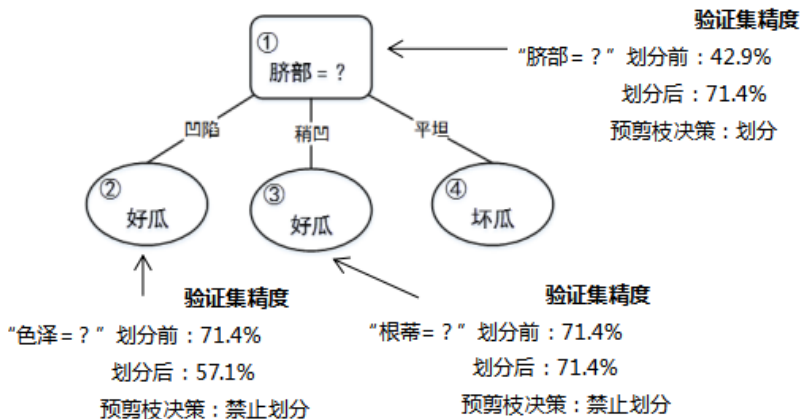 验证集精度
“脐部=？”划分前：42.9%
划分后：71.4%
预剪枝决策：划分
①
脐部=？
凹陷
稍凹
平坦
②
好瓜
③
好瓜
④
坏瓜
验证集精度
“色泽=？”划分前：71.4%
划分后：57.1%
预剪枝决策：禁止划分
验证集精度
“根蒂=？”划分前：71.4%
划分后：71.4%
预剪枝决策：禁止划分